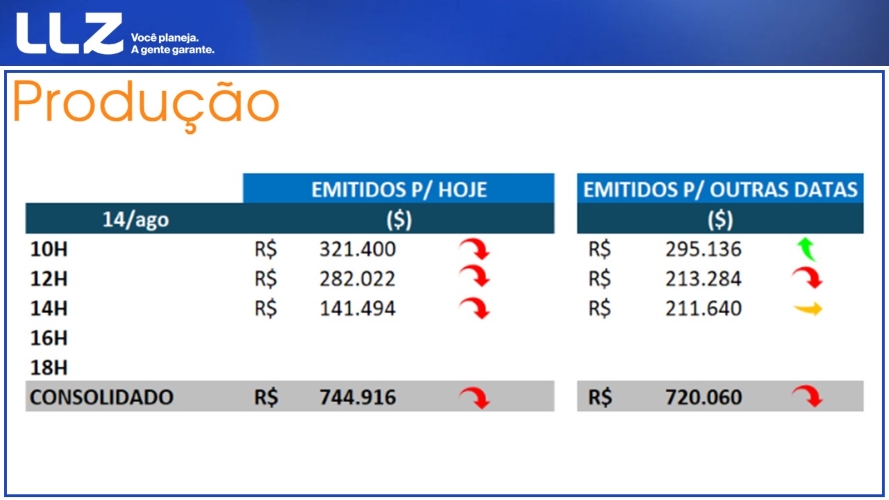 LLZ
Você planeja.
A gente garante.
Produção
EMITIDOS P/ HOJE EMITIDOS P/ OUTRAS DATAS
14/ago ($) ($)
10H R$ 321.400 R$ 295.136
12H R$ 282.022 R$ 213.284
14H R$ 141.494 R$ 211.640
16H
18H
CONSOLIDADO R$ 744.916 R$ 720.060